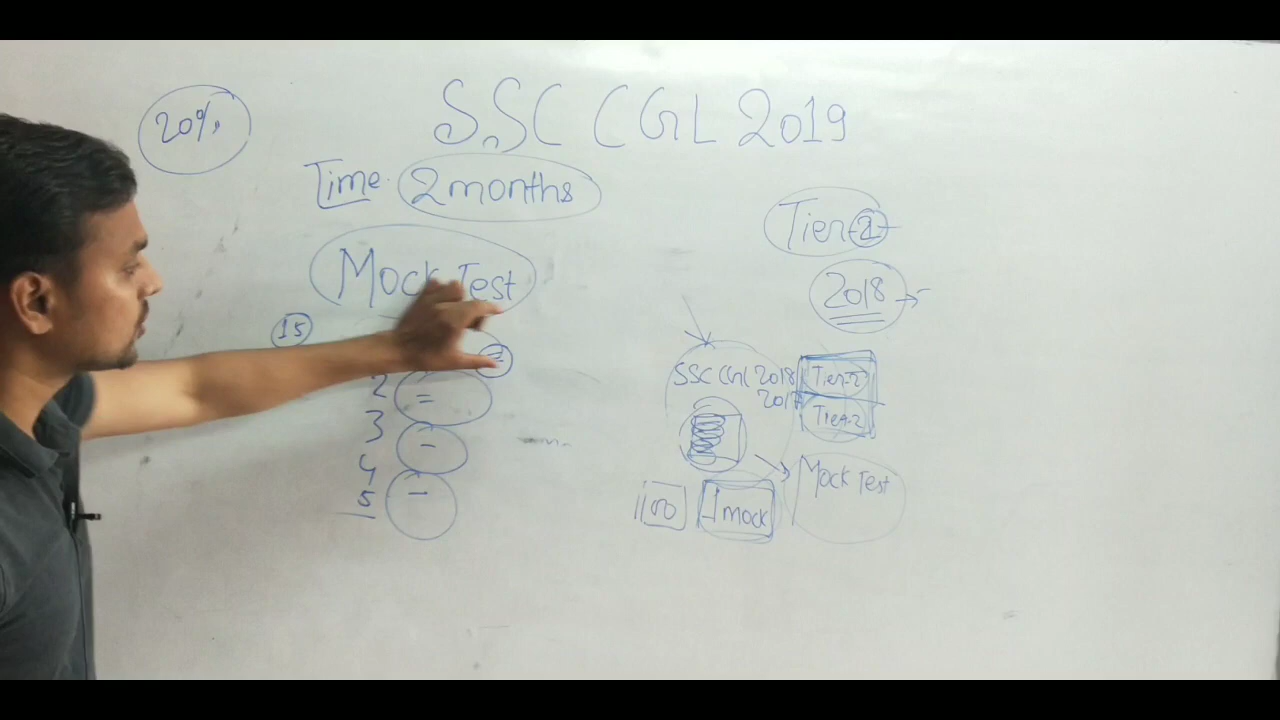 20%
SSC CGL 2019
Time 2 months
Tier-2
Mock Test
2018
15
2 =
3 -
4
5 -
SSC CGL 2018 Tier-2
2017 Tier-2
Mock Test
1 mock